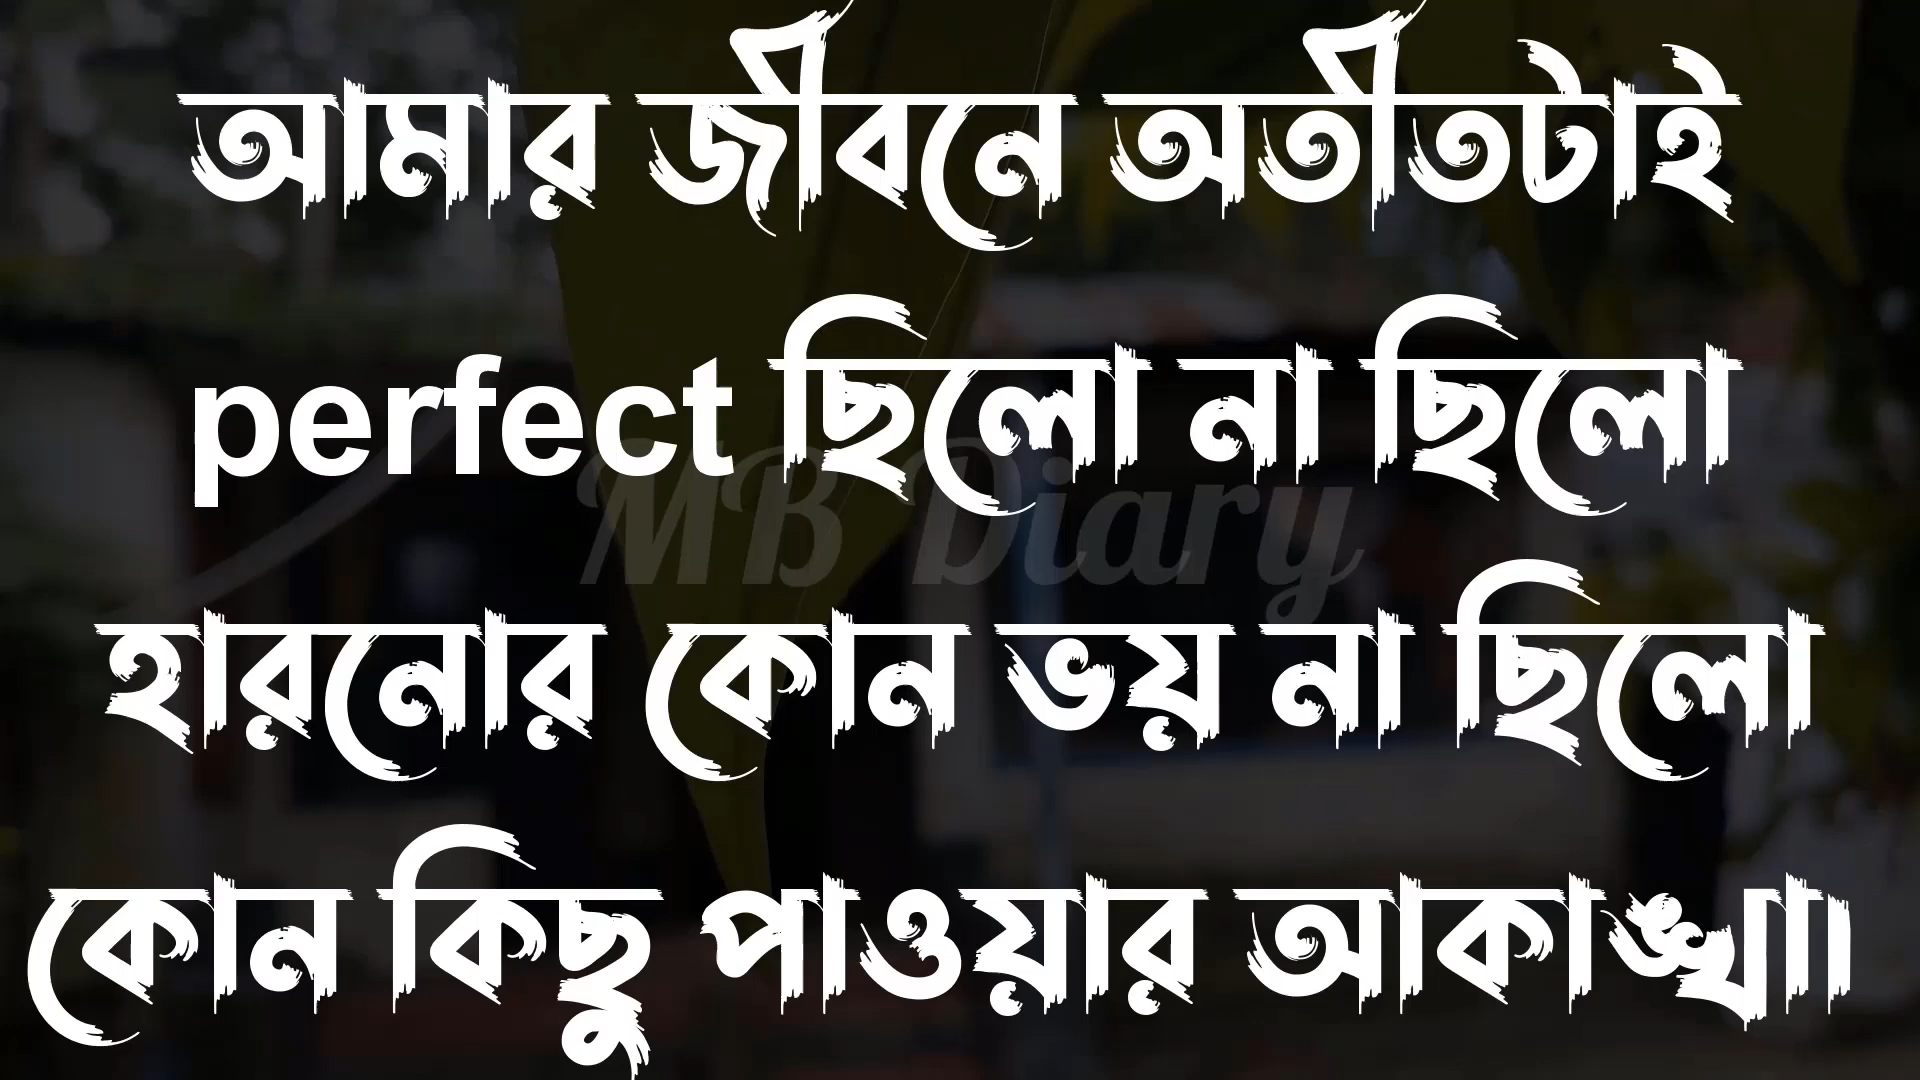 আমার জীবনে অতীতটাই
perfect ছিলো না ছিলো
MB Diary
হারনোর কোন ভয় না ছিলো
কোন কিছু পাওয়ার আকাঙ্খা।